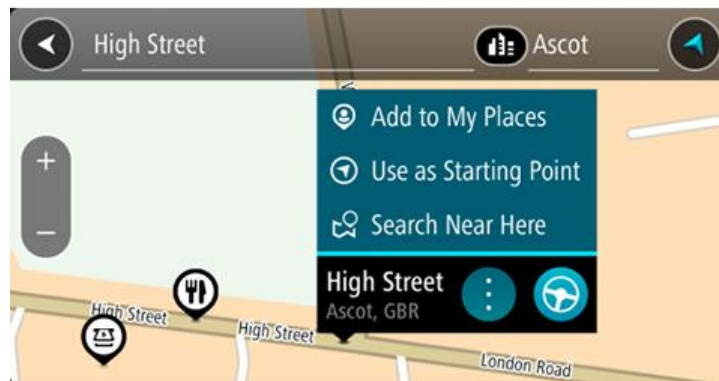 High Street
Ascot
Add to My Places
Use as Starting Point
Search Near Here
High Street
Ascot, GBR
High Street
High Street
London Road
+
–